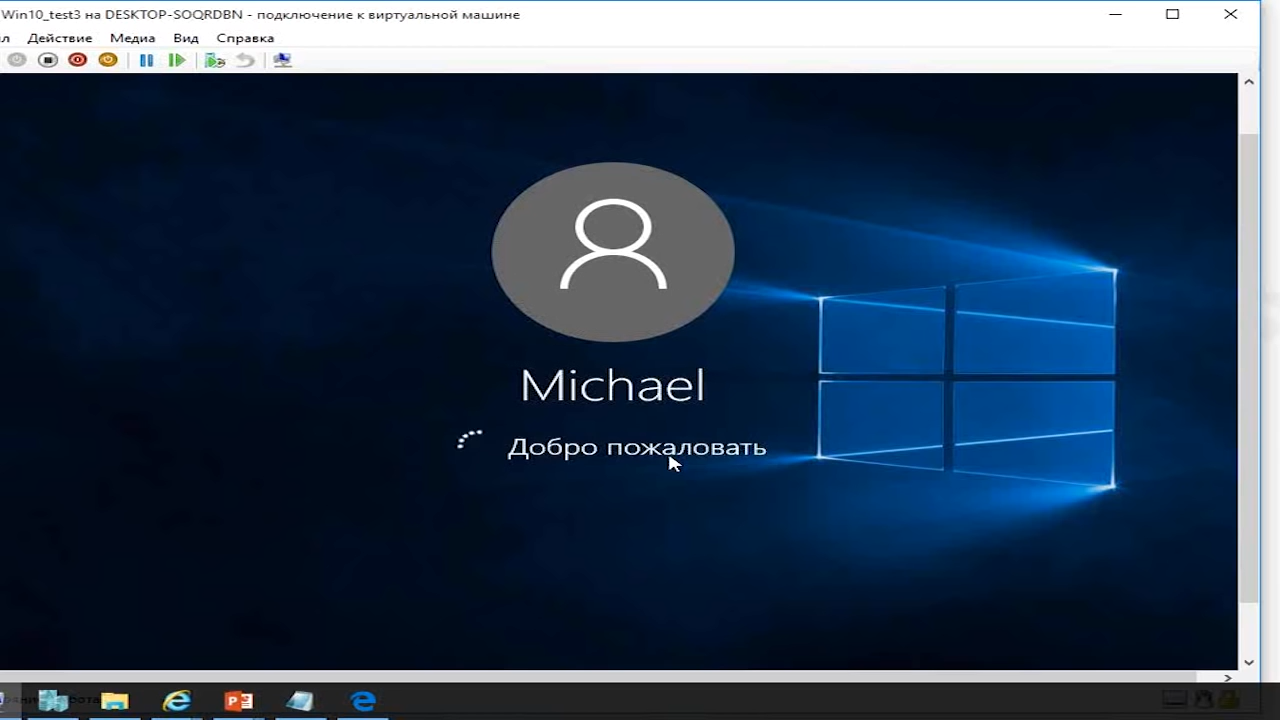 Win10_test3 на DESKTOP-SOQRDBN - подключение к виртуальной машине
Действие Медиа Вид Справка
Michael
Добро пожаловать